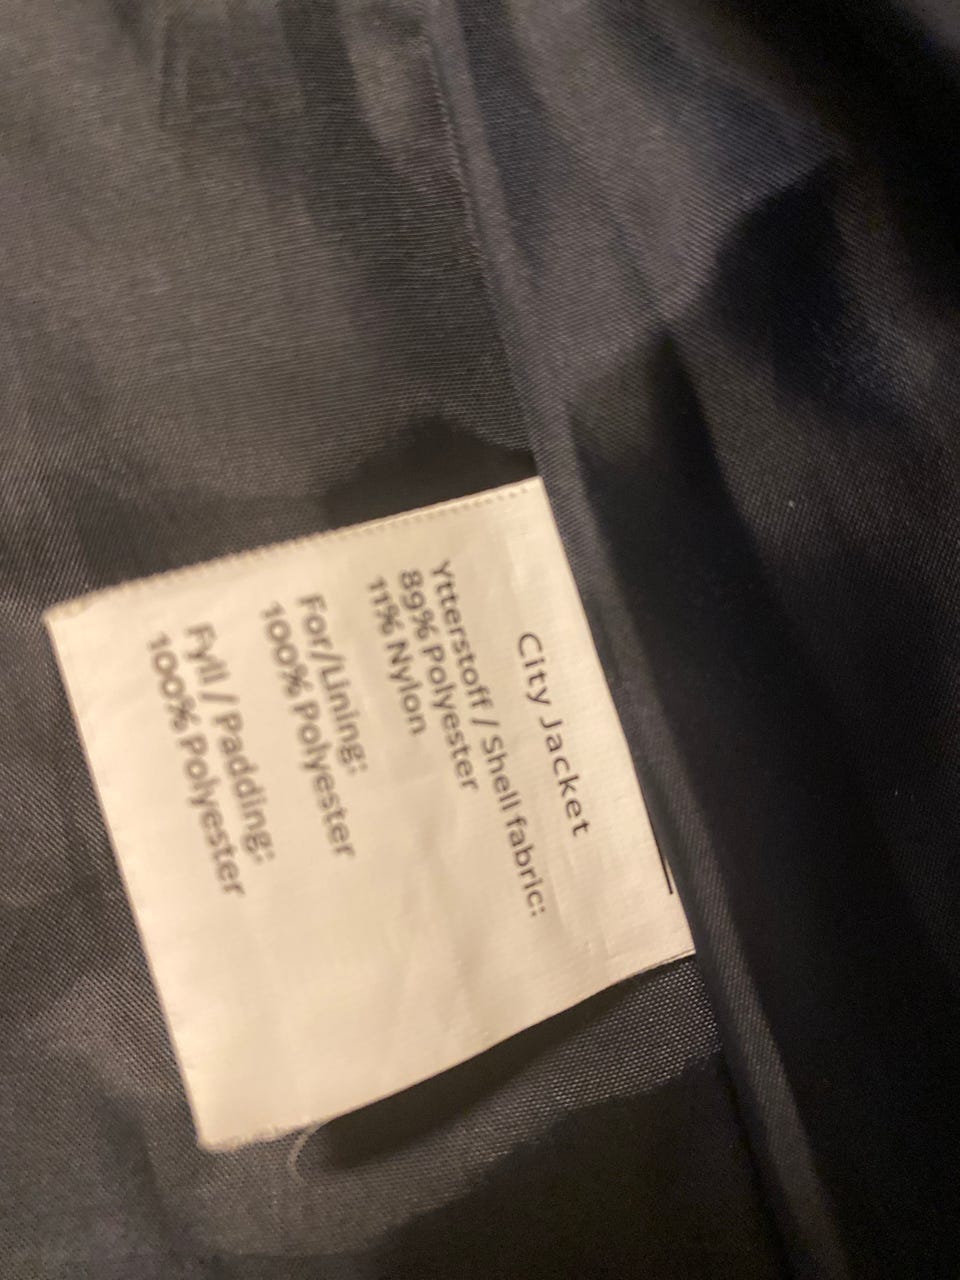 City Jacket
Ytterstoff / Shell fabric:
89% Polyester
11% Nylon
For/Lining:
100% Polyester
Fyll / Padding:
100% Polyester